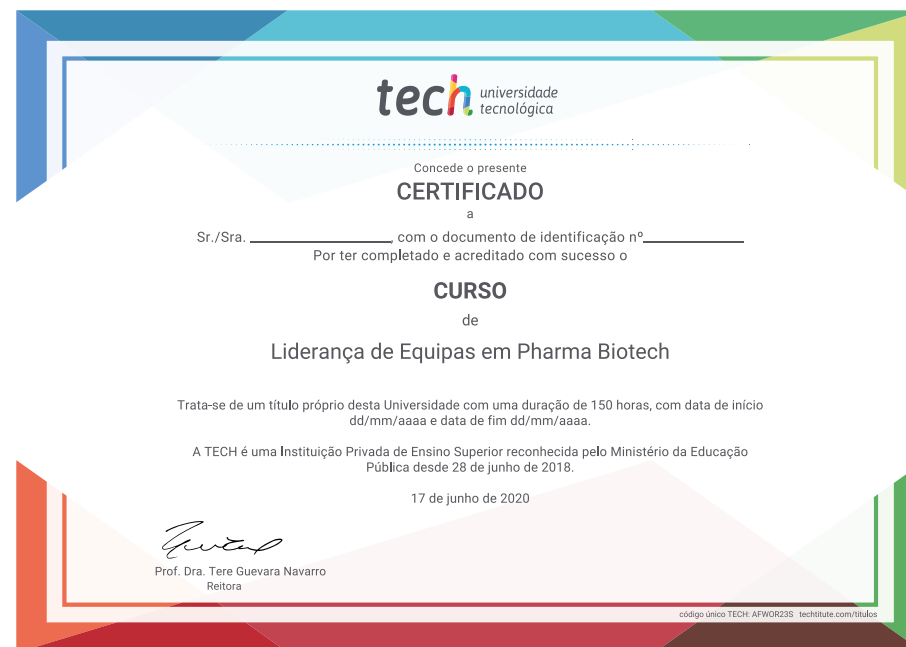 tech universidade
tecnológica
Concede o presente
CERTIFICADO
a
Sr./Sra. ____________________, com o documento de identificação nº______________
Por ter completado e acreditado com sucesso o
CURSO
de
Liderança de Equipas em Pharma Biotech
Trata-se de um título próprio desta Universidade com uma duração de 150 horas, com data de início
dd/mm/aaaa e data de fim dd/mm/aaaa.
A TECH é uma Instituição Privada de Ensino Superior reconhecida pelo Ministério da Educação
Pública desde 28 de junho de 2018.
17 de junho de 2020
Prof. Dra. Tere Guevara Navarro
Reitora
código único TECH: AFWOR23S techtitute.com/titulos